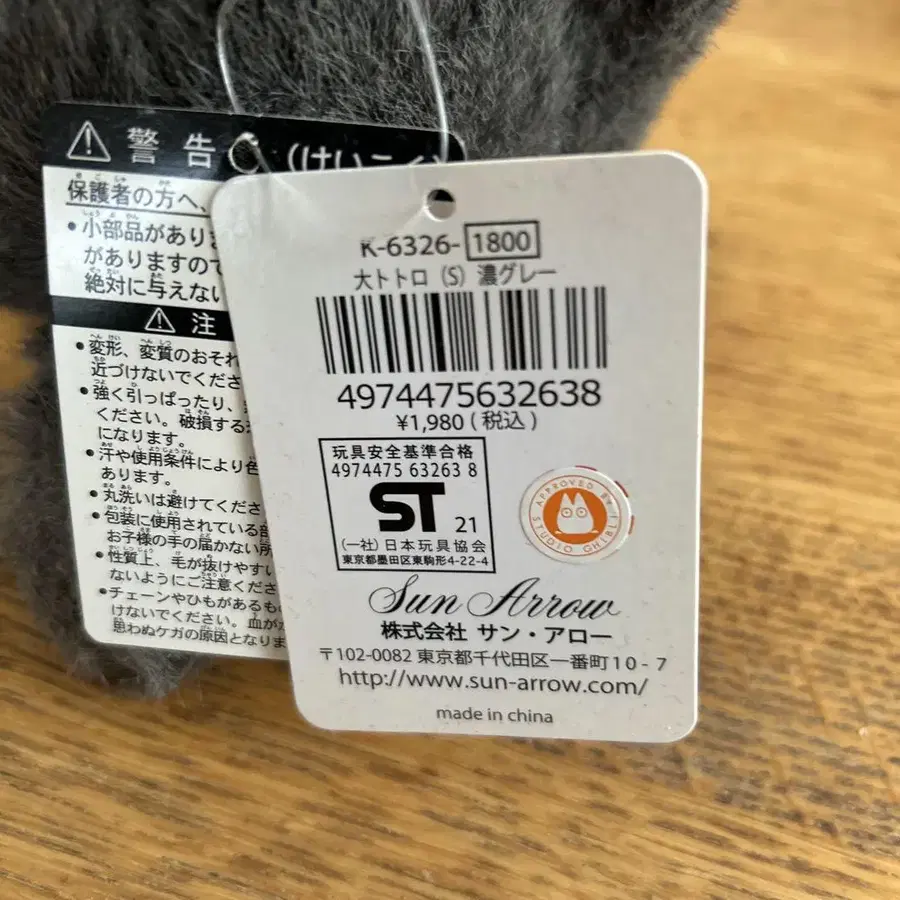 警告 (けいこく)
保護者の方へ、
・小部品があります
がありますので
絶対に与えない
注
・変形、変質のおそれ
近づけないでくださ
・強く引っぱったり、
ください。破損する
になります。
・汗や使用条件により色
あります。
・丸洗いは避けてくださ
・包装に使用されている部
お子様の手の届かない所
・性質上、毛が抜けやすい
ないようにご注意くださ
・チェーンやひもがあるもの
けないでください。血が
思わぬケガの原因となりま
K-6326-1800
大トトロ (S) 濃グレー
4974475632638
¥1,980 (税込)
玩具安全基準合格
4974475 63263 8
ST 21
(一社) 日本玩具協会
東京都墨田区東駒形4-22-4
APPROVED BY
STUDIO GHIBLI
Sun Arrow
株式会社 サン・アロー
〒102-0082 東京都千代田区一番町10-7
http://www.sun-arrow.com/
made in china